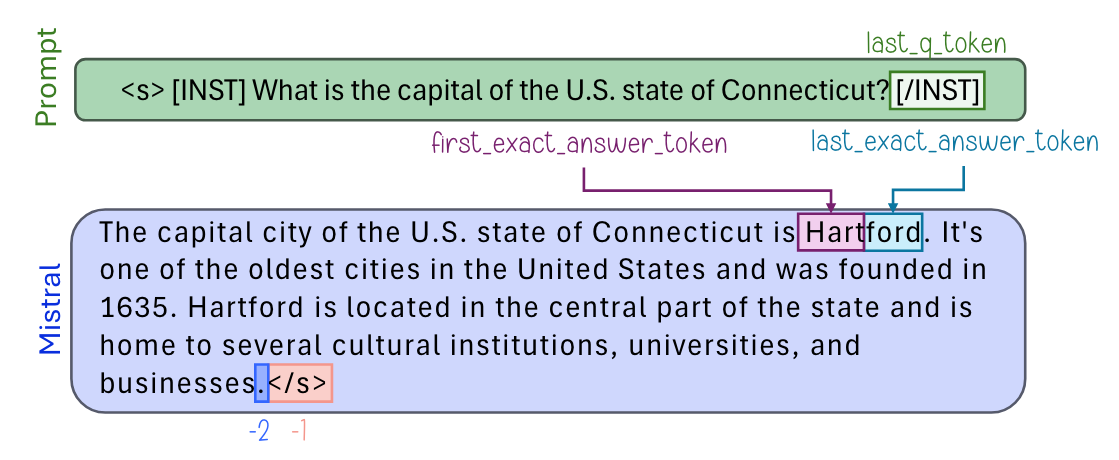 last_q_token
Prompt
<s> [INST] What is the capital of the U.S. state of Connecticut? [/INST]
first_exact_answer_token
last_exact_answer_token
Mistral
The capital city of the U.S. state of Connecticut is Hartford. It's
one of the oldest cities in the United States and was founded in
1635. Hartford is located in the central part of the state and is
home to several cultural institutions, universities, and
businesses.</s>
-2 -1